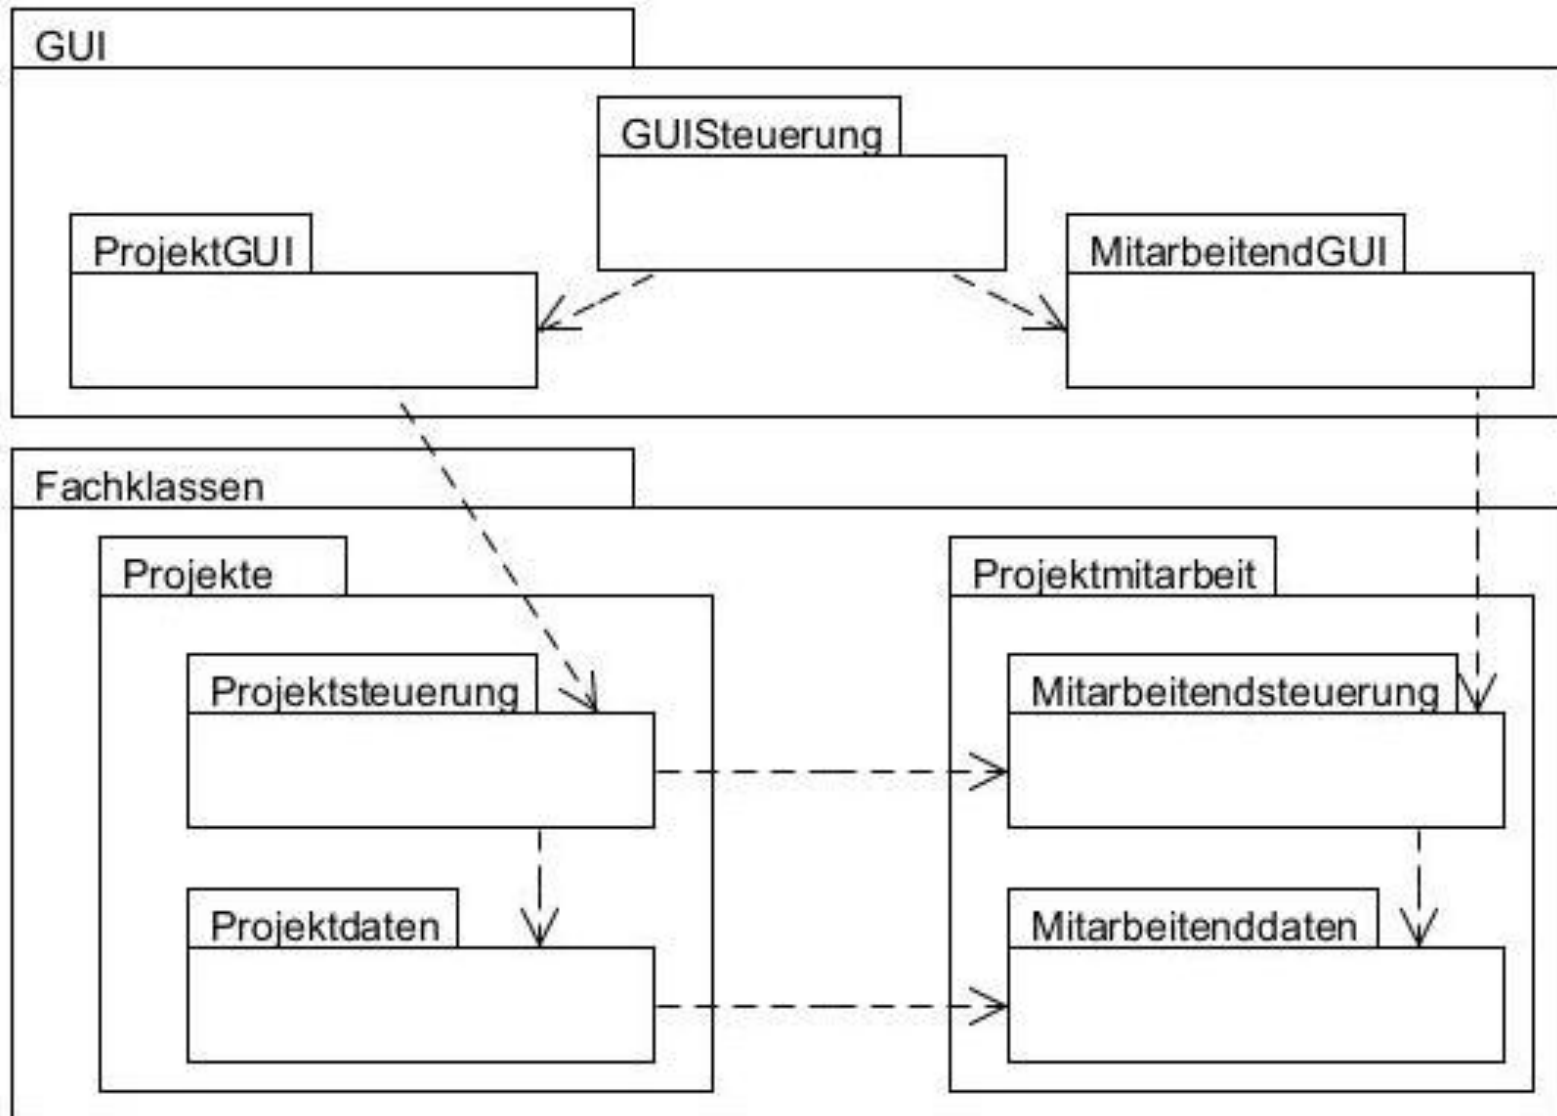 GUI
GUISteuerung
ProjektGUI
MitarbeitendGUI
Fachklassen
Projekte
Projektmitarbeit
Projektsteuerung
Mitarbeitendsteuerung
Projektdaten
Mitarbeitenddaten